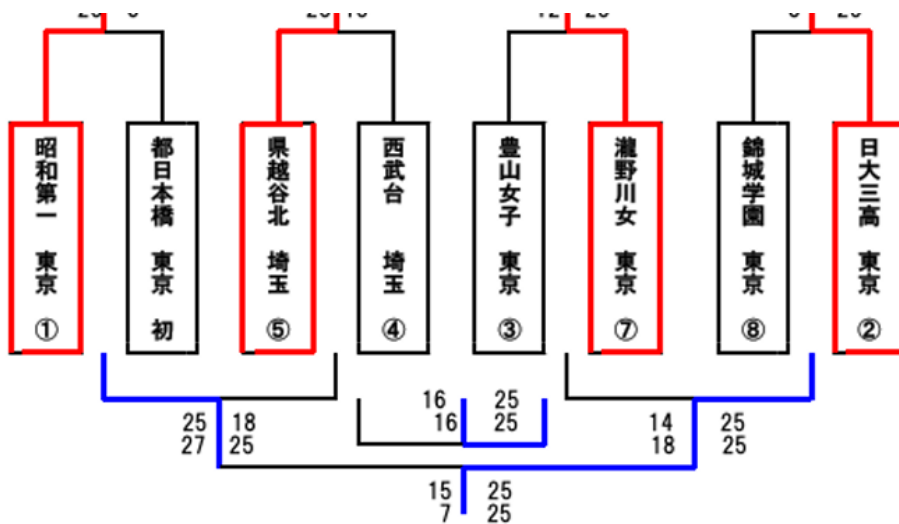 昭和第一 東京 ①
都日本橋 東京 初
県越谷北 埼玉 ⑤
西武台 埼玉 ④
豊山女子 東京 ③
瀧野川女 東京 ⑦
錦城学園 東京 ⑧
日大三高 東京 ②
25 18
27 25
16 25
16 25
14 25
18 25
15 25
7 25